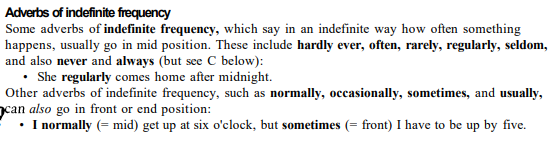 Adverbs of indefinite frequency
Some adverbs of indefinite frequency, which say in an indefinite way how often something
happens, usually go in mid position. These include hardly ever, often, rarely, regularly, seldom,
and also never and always (but see C below):
• She regularly comes home after midnight.
Other adverbs of indefinite frequency, such as normally, occasionally, sometimes, and usually,
can also go in front or end position:
• I normally (= mid) get up at six o'clock, but sometimes (= front) I have to be up by five.